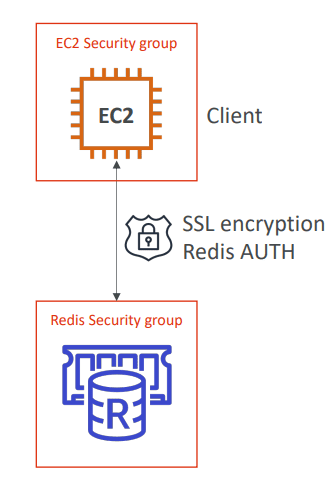 EC2 Security group
EC2
Client
SSL encryption
Redis AUTH
Redis Security group
R